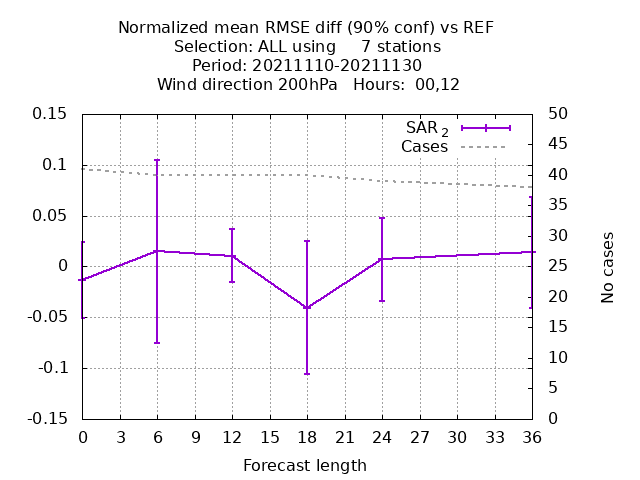 Normalized mean RMSE diff (90% conf) vs REF
Selection: ALL using     7 stations
Period: 20211110-20211130
Wind direction 200hPa   Hours:  00,12
0.15
0.1
0.05
0
-0.05
-0.1
-0.15
SAR 2
Cases
50
45
40
35
30
25
20
15
10
5
0
No cases
0 3 6 9 12 15 18 21 24 27 30 33 36
Forecast length